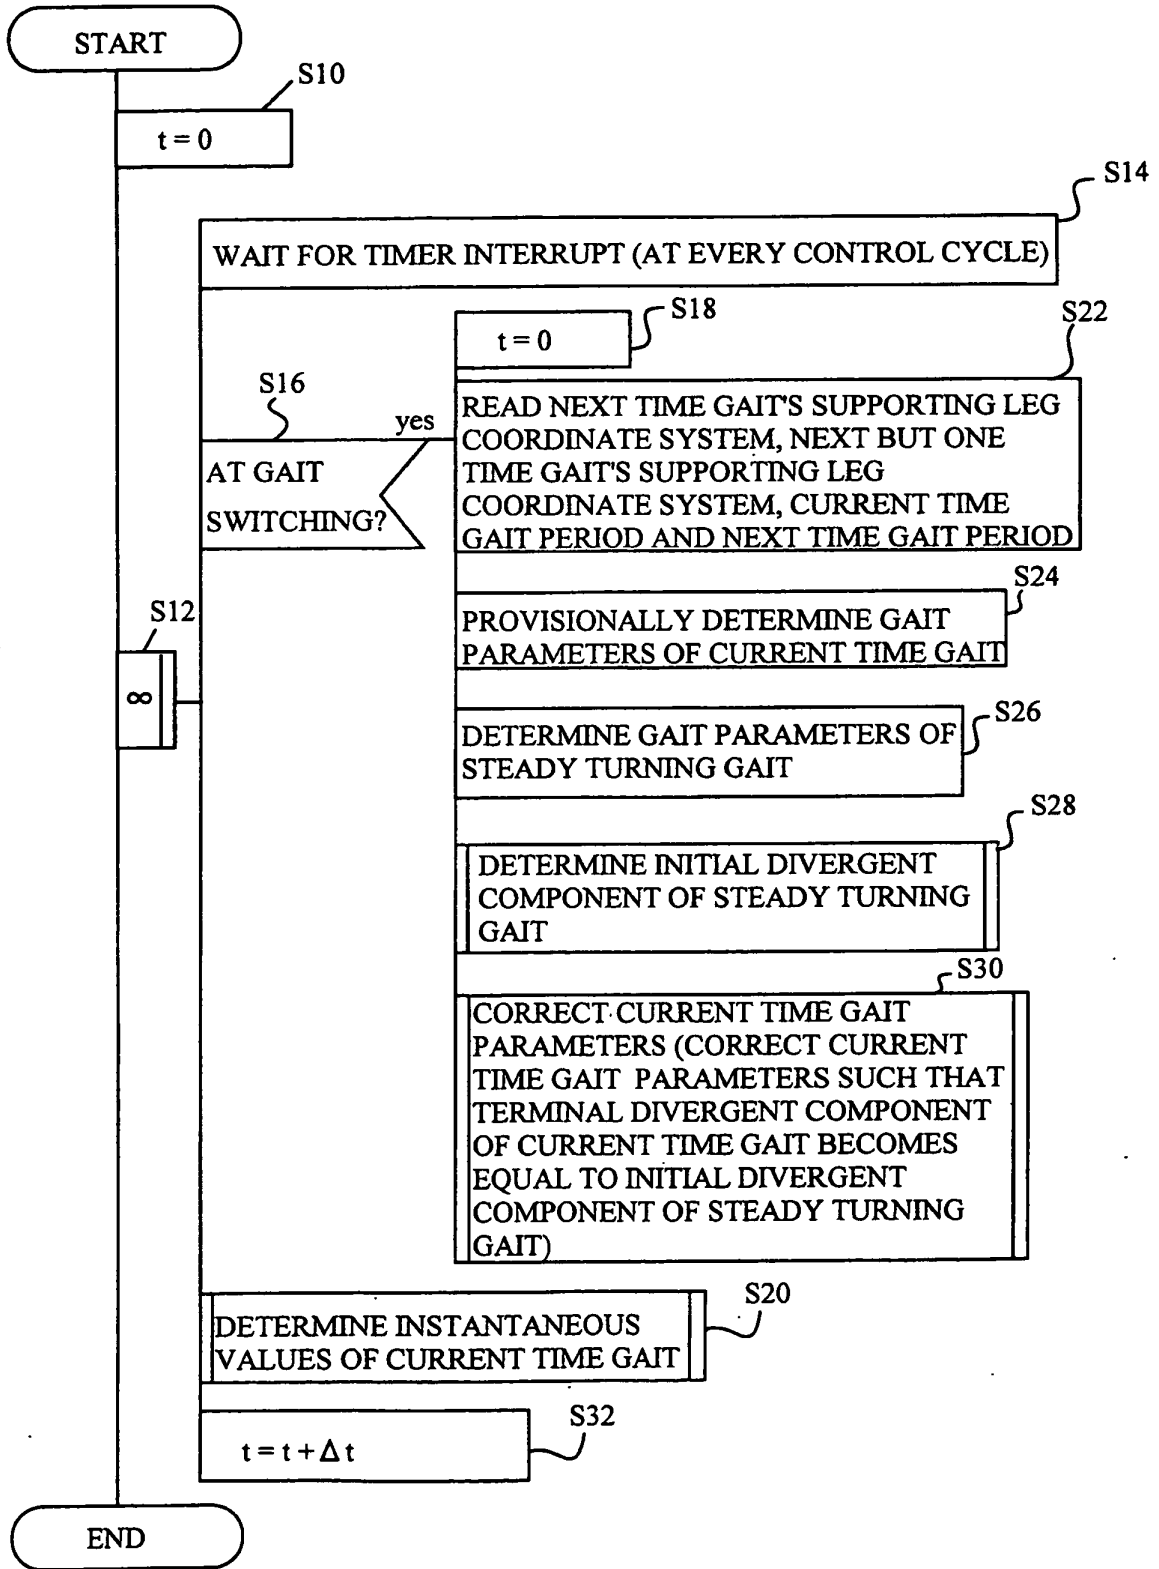 START
S10
t = 0
S14
WAIT FOR TIMER INTERRUPT (AT EVERY CONTROL CYCLE)
S18
t = 0
S22
S16
yes
AT GAIT
SWITCHING?
READ NEXT TIME GAIT'S SUPPORTING LEG
COORDINATE SYSTEM, NEXT BUT ONE
TIME GAIT'S SUPPORTING LEG
COORDINATE SYSTEM, CURRENT TIME
GAIT PERIOD AND NEXT TIME GAIT PERIOD
S24
PROVISIONALLY DETERMINE GAIT
PARAMETERS OF CURRENT TIME GAIT
S12
∞
S26
DETERMINE GAIT PARAMETERS OF
STEADY TURNING GAIT
S28
DETERMINE INITIAL DIVERGENT
COMPONENT OF STEADY TURNING
GAIT
S30
CORRECT CURRENT TIME GAIT
PARAMETERS (CORRECT CURRENT
TIME GAIT PARAMETERS SUCH THAT
TERMINAL DIVERGENT COMPONENT
OF CURRENT TIME GAIT BECOMES
EQUAL TO INITIAL DIVERGENT
COMPONENT OF STEADY TURNING
GAIT)
S20
DETERMINE INSTANTANEOUS
VALUES OF CURRENT TIME GAIT
S32
t = t + Δ t
END